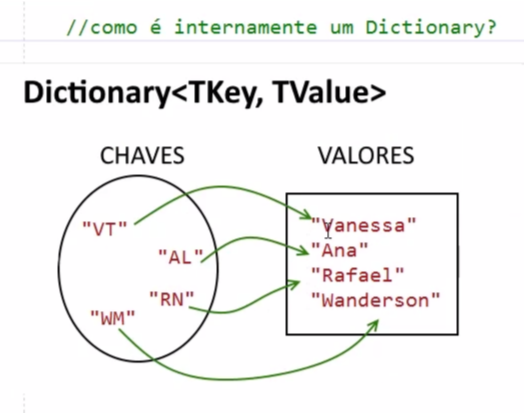 //como é internamente um Dictionary?
Dictionary<TKey, TValue>
CHAVES
VALORES
"VT"
"AL"
"RN"
"WM"
"Vanessa"
"Ana"
"Rafael"
"Wanderson"